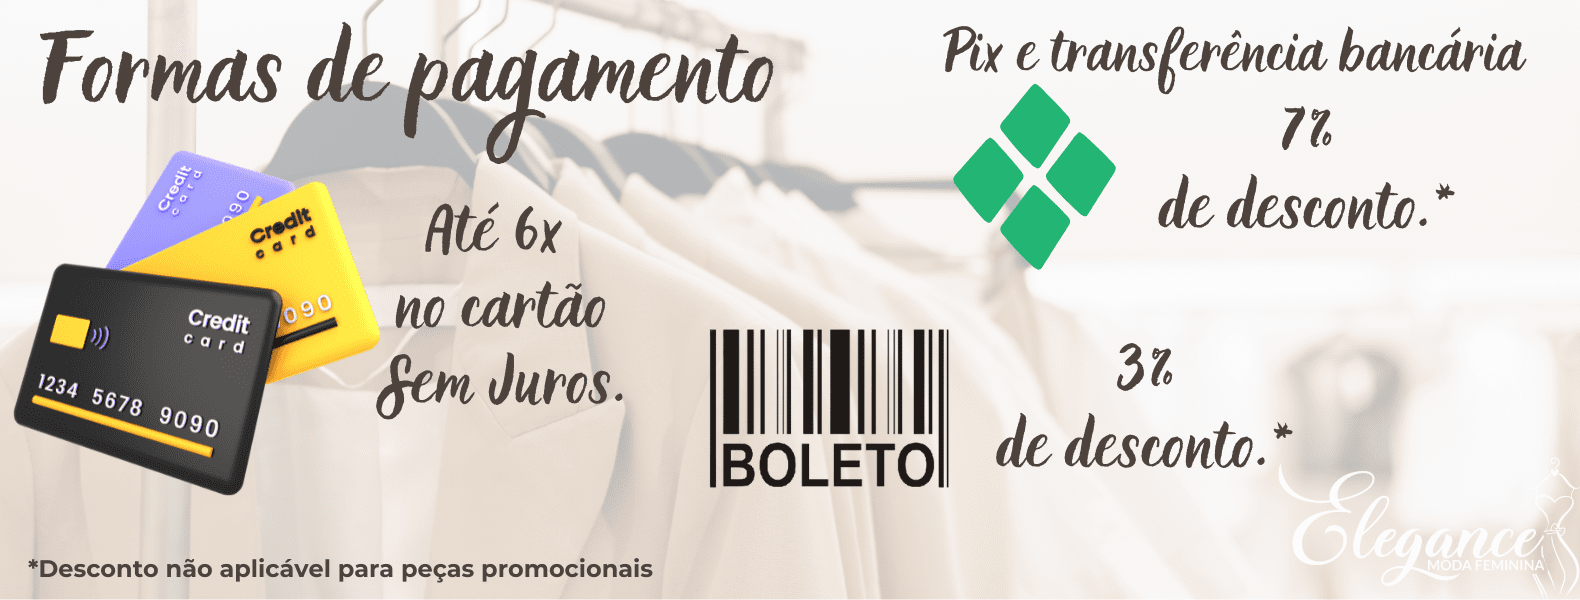 Formas de pagamento
Credit
card
090
Credit
card
090
Credit
card
1234 5678 9090
Até 6x
no cartão
Sem Juros.
Pix e transferência bancária
7%
de desconto.*
BOLETO
3%
de desconto.*
*Desconto não aplicável para peças promocionais
Elegance
MODA FEMININA